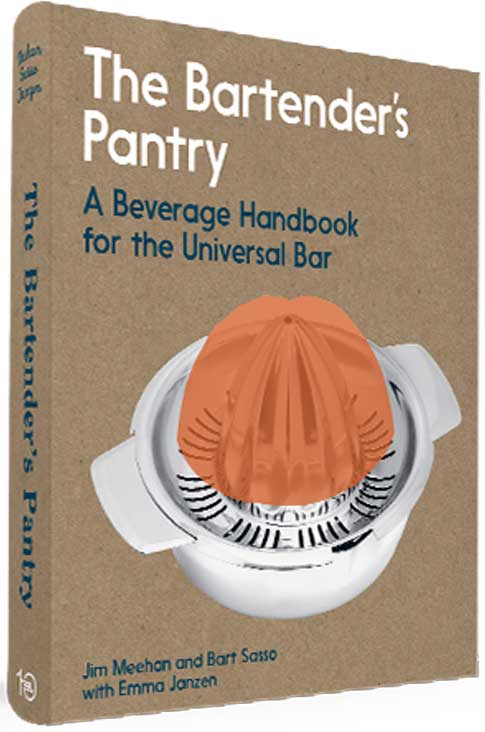 The Bartender's
Pantry
A Beverage Handbook
for the Universal Bar
Jim Meehan and Bart Sasso
with Emma Janzen
Meehan
Sasso
Janzen
The Bartender's Pantry